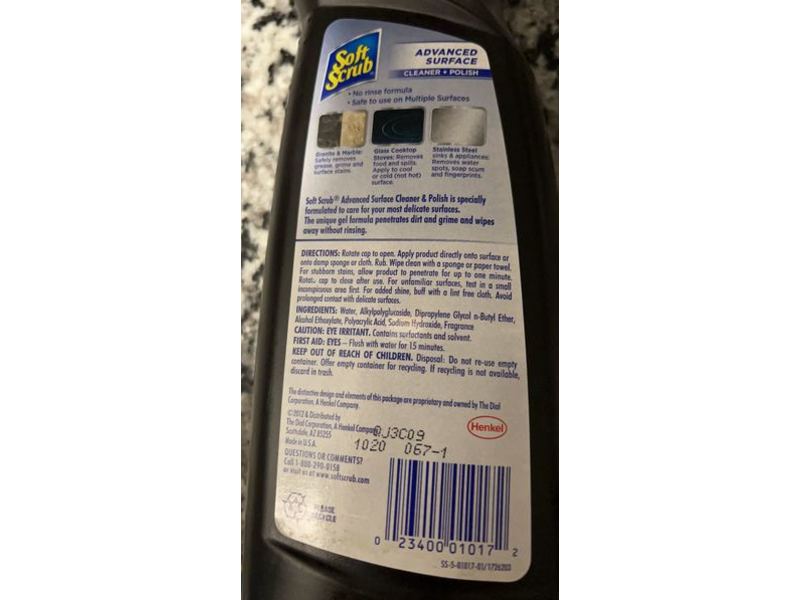 Soft
Scrub®
ADVANCED
SURFACE
CLEANER + POLISH
• No rinse formula
• Safe to use on Multiple Surfaces
Granite & Marble:
Safely removes
grease, grime and
surface stains.
Glass Cooktop
Stoves: Removes
food and spills.
Apply to cool
or cold (not hot)
surface.
Stainless Steel
sinks & appliances:
Removes water
spots, soap scum
and fingerprints.
Soft Scrub® Advanced Surface Cleaner & Polish is specially
formulated to care for your most delicate surfaces.
The unique gel formula penetrates dirt and grime and wipes
away without rinsing.
DIRECTIONS: Rotate cap to open. Apply product directly onto surface or
onto damp sponge or cloth. Rub. Wipe clean with a sponge or paper towel.
For stubborn stains, allow product to penetrate for up to one minute.
Rotate cap to close after use. For unfamiliar surfaces, test in a small
inconspicuous area first. For added shine, buff with a lint free cloth. Avoid
prolonged contact with delicate surfaces.
INGREDIENTS: Water, Alkylpolyglucoside, Dipropylene Glycol n-Butyl Ether,
Alcohol Ethoxylate, Polyacrylic Acid, Sodium Hydroxide, Fragrance
CAUTION: EYE IRRITANT. Contains surfactants and solvent.
FIRST AID: EYES – Flush with water for 15 minutes.
KEEP OUT OF REACH OF CHILDREN. Disposal: Do not re-use empty
container. Offer empty container for recycling. If recycling is not available,
discard in trash.
The distinctive design and elements of this package are proprietary and owned by The Dial
Corporation, A Henkel Company.
©2012 & Distributed by
The Dial Corporation, A Henkel Company
Scottsdale, AZ 85255
Made in U.S.A.
QJ3C09
1020 067-1
Henkel
QUESTIONS OR COMMENTS?
Call 1-800-290-0158
or visit us at www.softscrub.com
PLEASE
RECYCLE
0 23400 01017 2
SS-5-01017-01/1726203